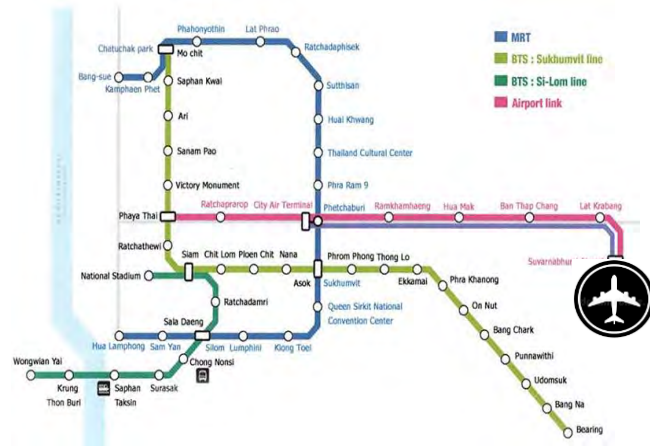 MRT
BTS : Sukhumvit line
BTS : Si-Lom line
Airport link
Phahonyothin
Lat Phrao
Chatuchak park
Mo chit
Ratchadaphisek
Bang-sue
Kamphaen Phet
Saphan Kwai
Sutthisan
Ari
Huai Khwang
Sanam Pao
Thailand Cultural Center
Victory Monument
Phra Ram 9
Phaya Thai
Ratchaprarop
City Air Terminal
Phetchaburi
Ramkhamhaeng
Hua Mak
Ban Thap Chang
Lat Krabang
Ratchathewi
Siam
Chit Lom
Ploen Chit
Nana
Phrom Phong
Thong Lo
Suvarnabhur
National Stadium
Asok
Sukhumvit
Ekkamai
Phra Khanong
Ratchadamri
Queen Sirkit National
Convention Center
On Nut
Sala Daeng
Bang Chark
Hua Lamphong
Sam Yan
Silom
Lumphini
Klong Toei
Punnawithi
Wongwian Yai
Chong Nonsi
Udomsuk
Krung
Thon Buri
Saphan
Taksin
Surasak
Bang Na
Bearing